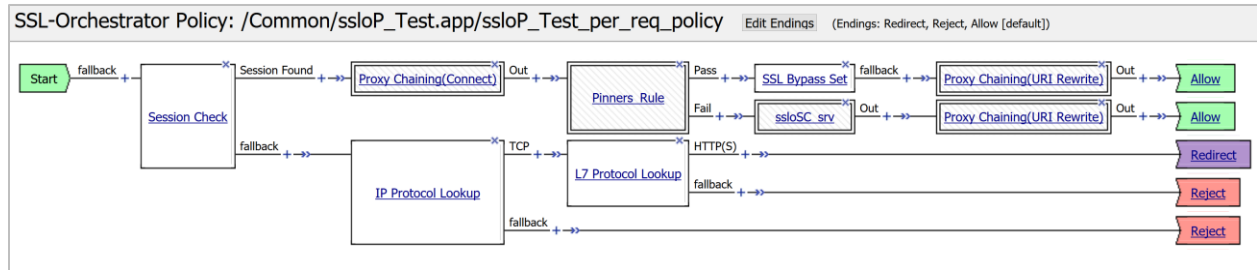 SSL-Orchestrator Policy: /Common/ssloP_Test.app/ssloP_Test_per_req_policy Edit Endings (Endings: Redirect, Reject, Allow [default])
Start fallback + Session Check Session Found + Proxy Chaining(Connect) Out + Pinners_Rule Pass + SSL Bypass Set fallback + Proxy Chaining(URI Rewrite) Out + Allow
Fail + ssloSC_srv Out + Proxy Chaining(URI Rewrite) Out + Allow
fallback + IP Protocol Lookup TCP + L7 Protocol Lookup HTTP(S) + Redirect
fallback + Reject
fallback + Reject